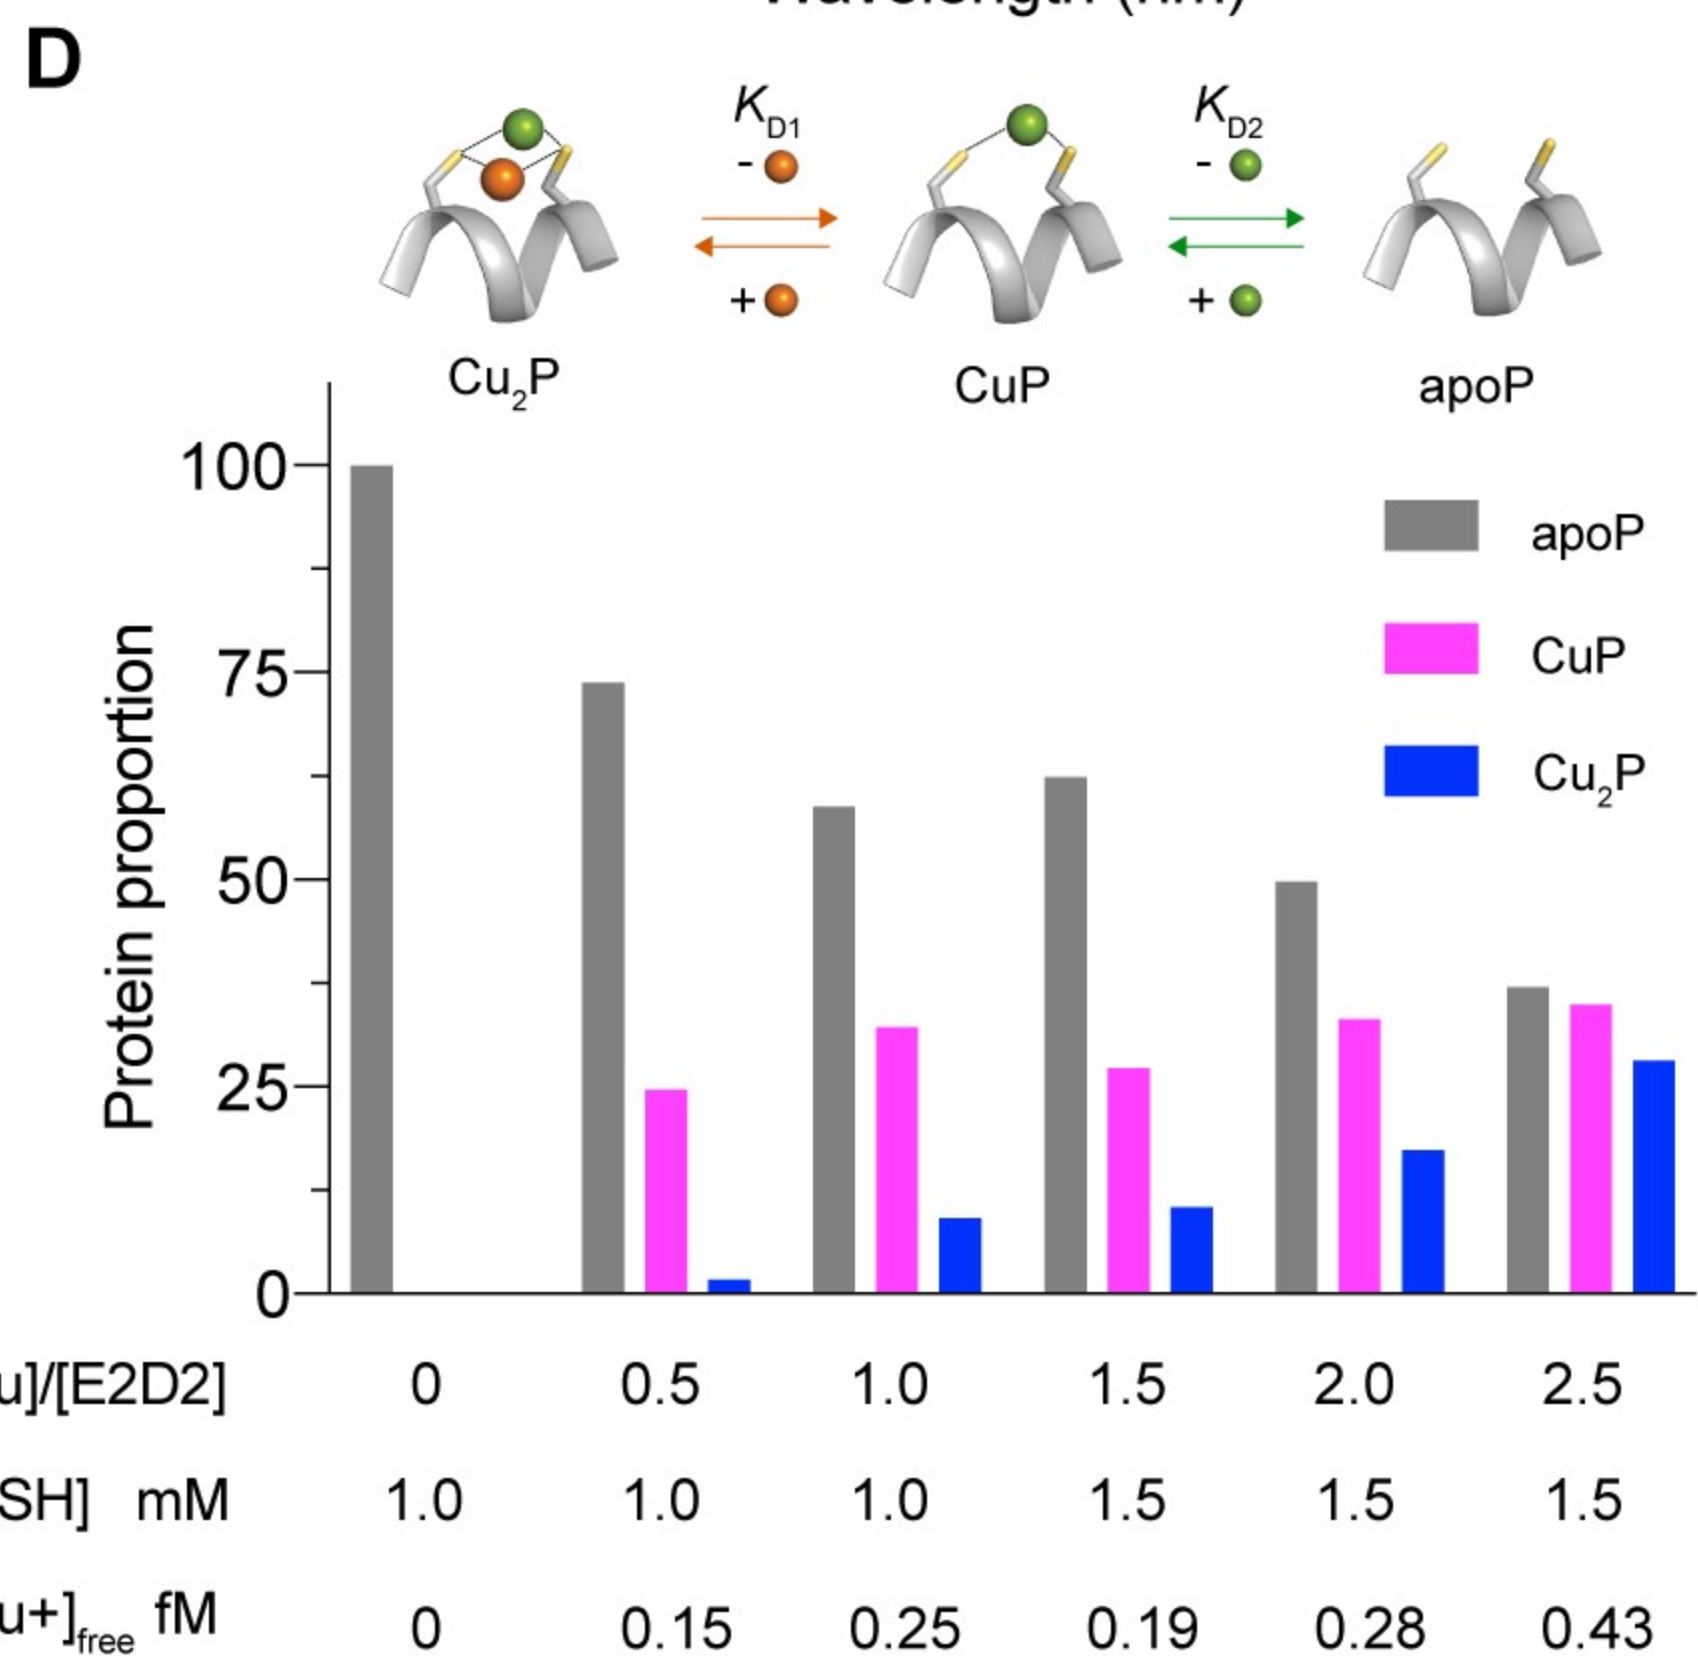 Wavelength (nm)
D
K_D1 K_D2
- -
+ +
Cu₂P CuP apoP
100
75
50
25
0
Protein proportion
apoP
CuP
Cu₂P
u]/[E2D2] 0 0.5 1.0 1.5 2.0 2.5
SH] mM 1.0 1.0 1.0 1.5 1.5 1.5
u+]free fM 0 0.15 0.25 0.19 0.28 0.43